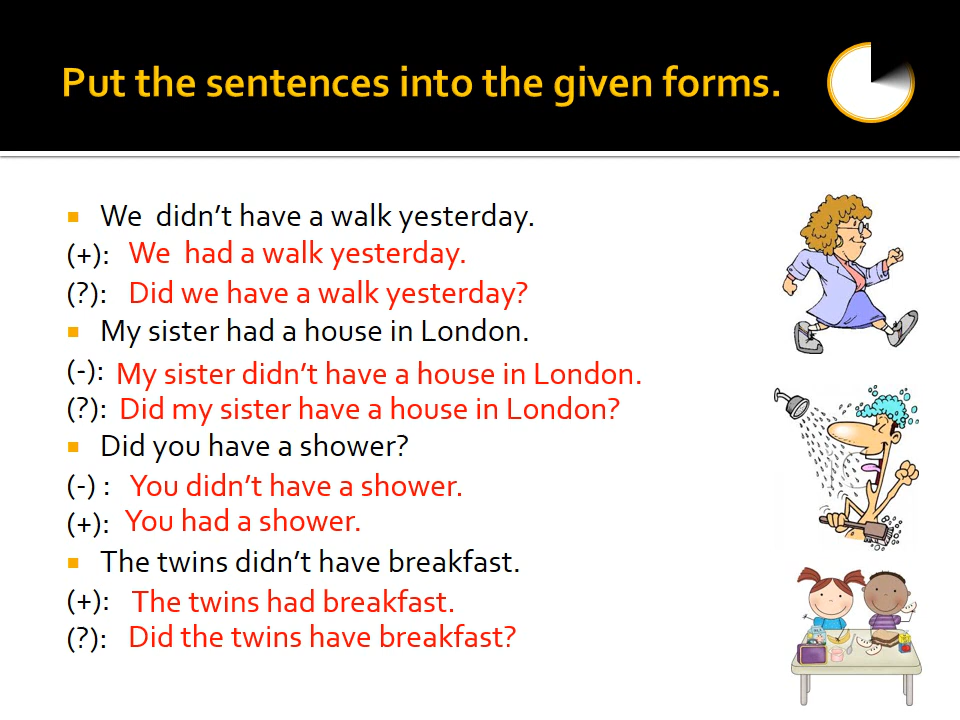 Put the sentences into the given forms.
We didn't have a walk yesterday.
(+): We had a walk yesterday.
(?): Did we have a walk yesterday?
My sister had a house in London.
(-): My sister didn't have a house in London.
(?): Did my sister have a house in London?
Did you have a shower?
(-) : You didn't have a shower.
(+): You had a shower.
The twins didn't have breakfast.
(+): The twins had breakfast.
(?): Did the twins have breakfast?